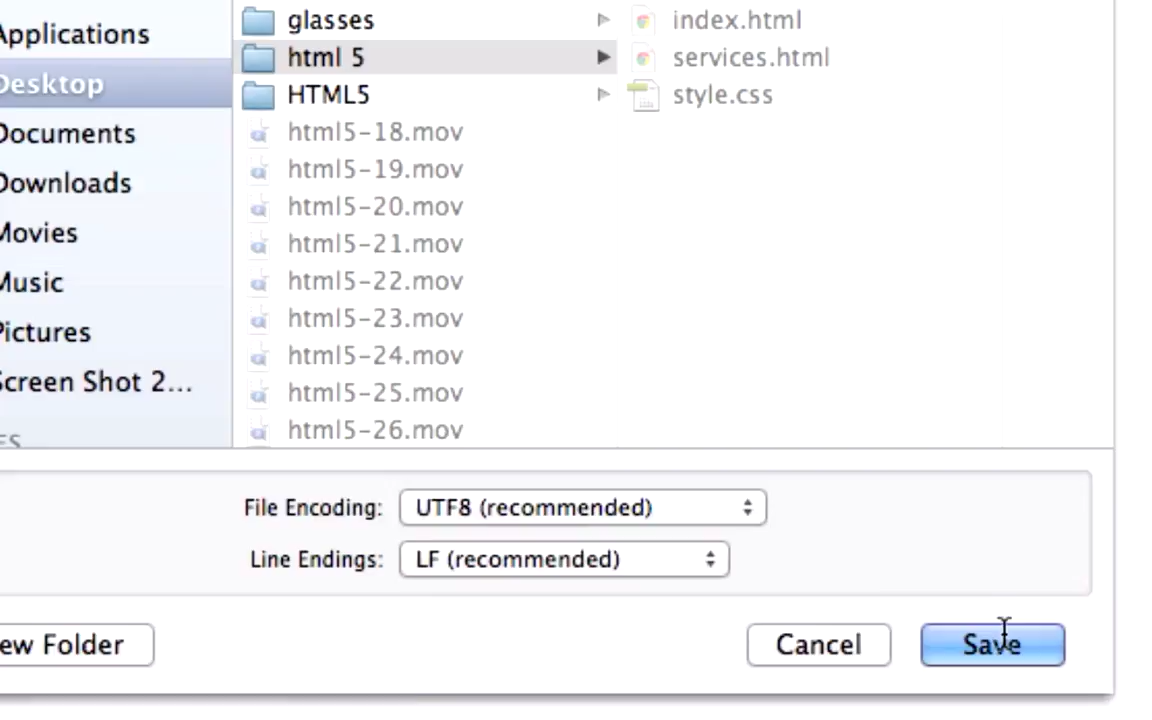 Applications
Desktop
Documents
Downloads
Movies
Music
Pictures
Screen Shot 2...
glasses
html 5
HTML5
html5-18.mov
html5-19.mov
html5-20.mov
html5-21.mov
html5-22.mov
html5-23.mov
html5-24.mov
html5-25.mov
html5-26.mov
index.html
services.html
style.css
File Encoding: UTF8 (recommended)
Line Endings: LF (recommended)
ew Folder
Cancel
Save